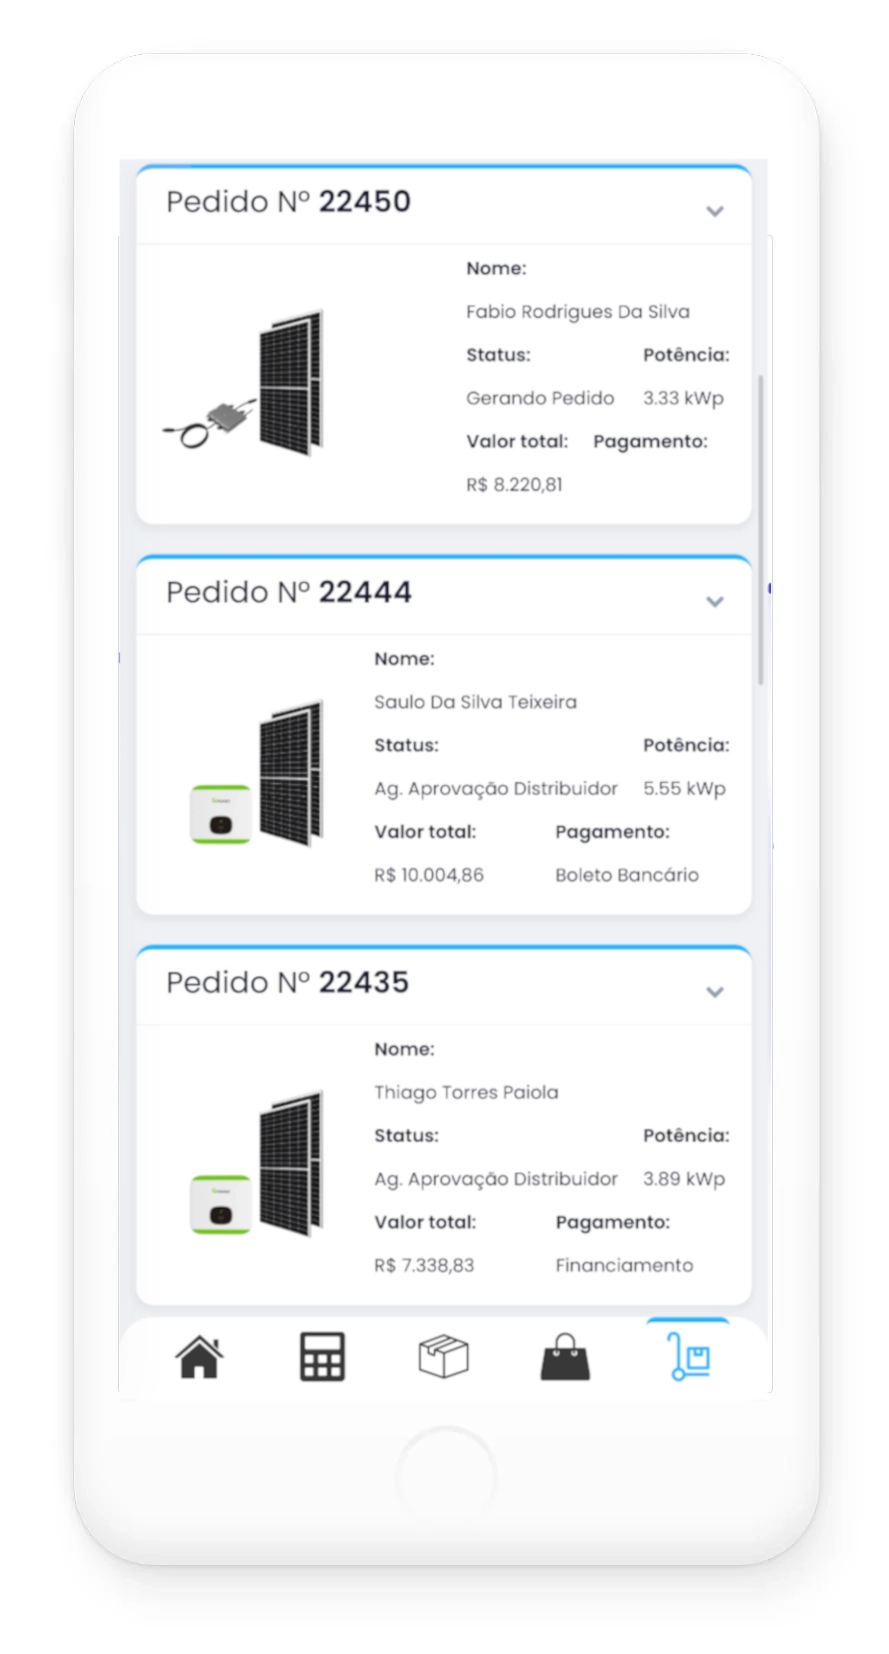 Pedido Nº 22450
Nome:
Fabio Rodrigues Da Silva
Status: Potência:
Gerando Pedido 3.33 kWp
Valor total: Pagamento:
R$ 8.220,81
Pedido Nº 22444
Nome:
Saulo Da Silva Teixeira
Status: Potência:
Ag. Aprovação Distribuidor 5.55 kWp
Valor total: Pagamento:
R$ 10.004,86 Boleto Bancário
Pedido Nº 22435
Nome:
Thiago Torres Paiola
Status: Potência:
Ag. Aprovação Distribuidor 3.89 kWp
Valor total: Pagamento:
R$ 7.338,83 Financiamento